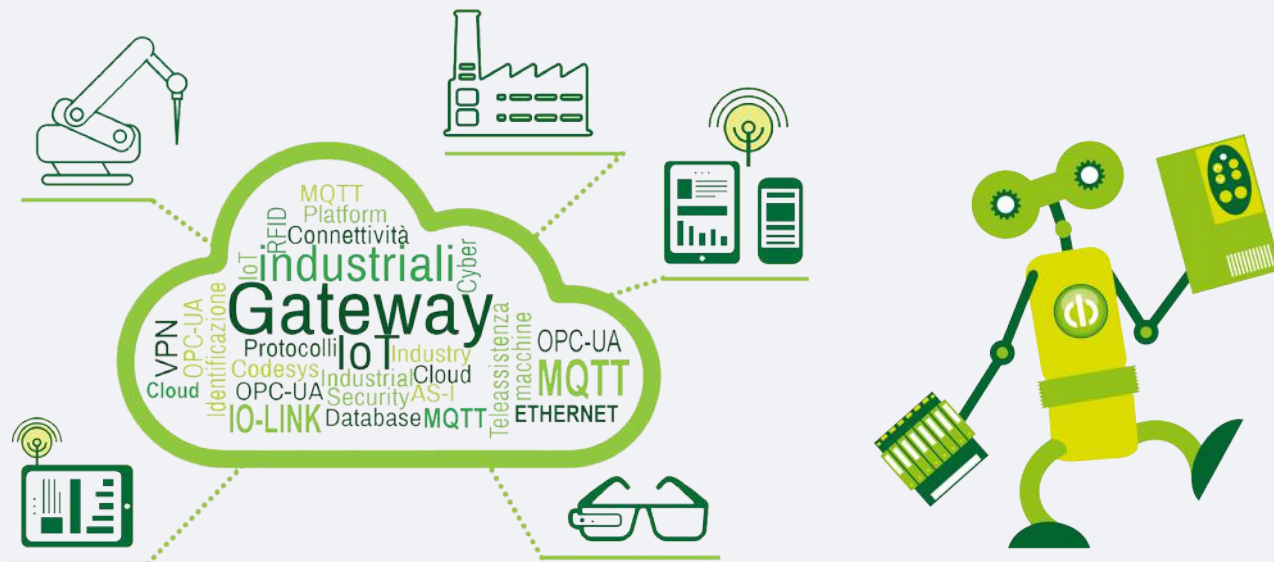 MQTT
Platform
RFID
Connettività
IoT
industriali
Cyber
Gateway
VPN
OPC-UA
Identificazione
Protocolli
IoT
Industry
Teleassistenza
macchine
OPC-UA
Codesys
Industrial
Cloud
MQTT
Cloud
OPC-UA
Security
AS-I
IO-LINK
Database
MQTT
ETHERNET